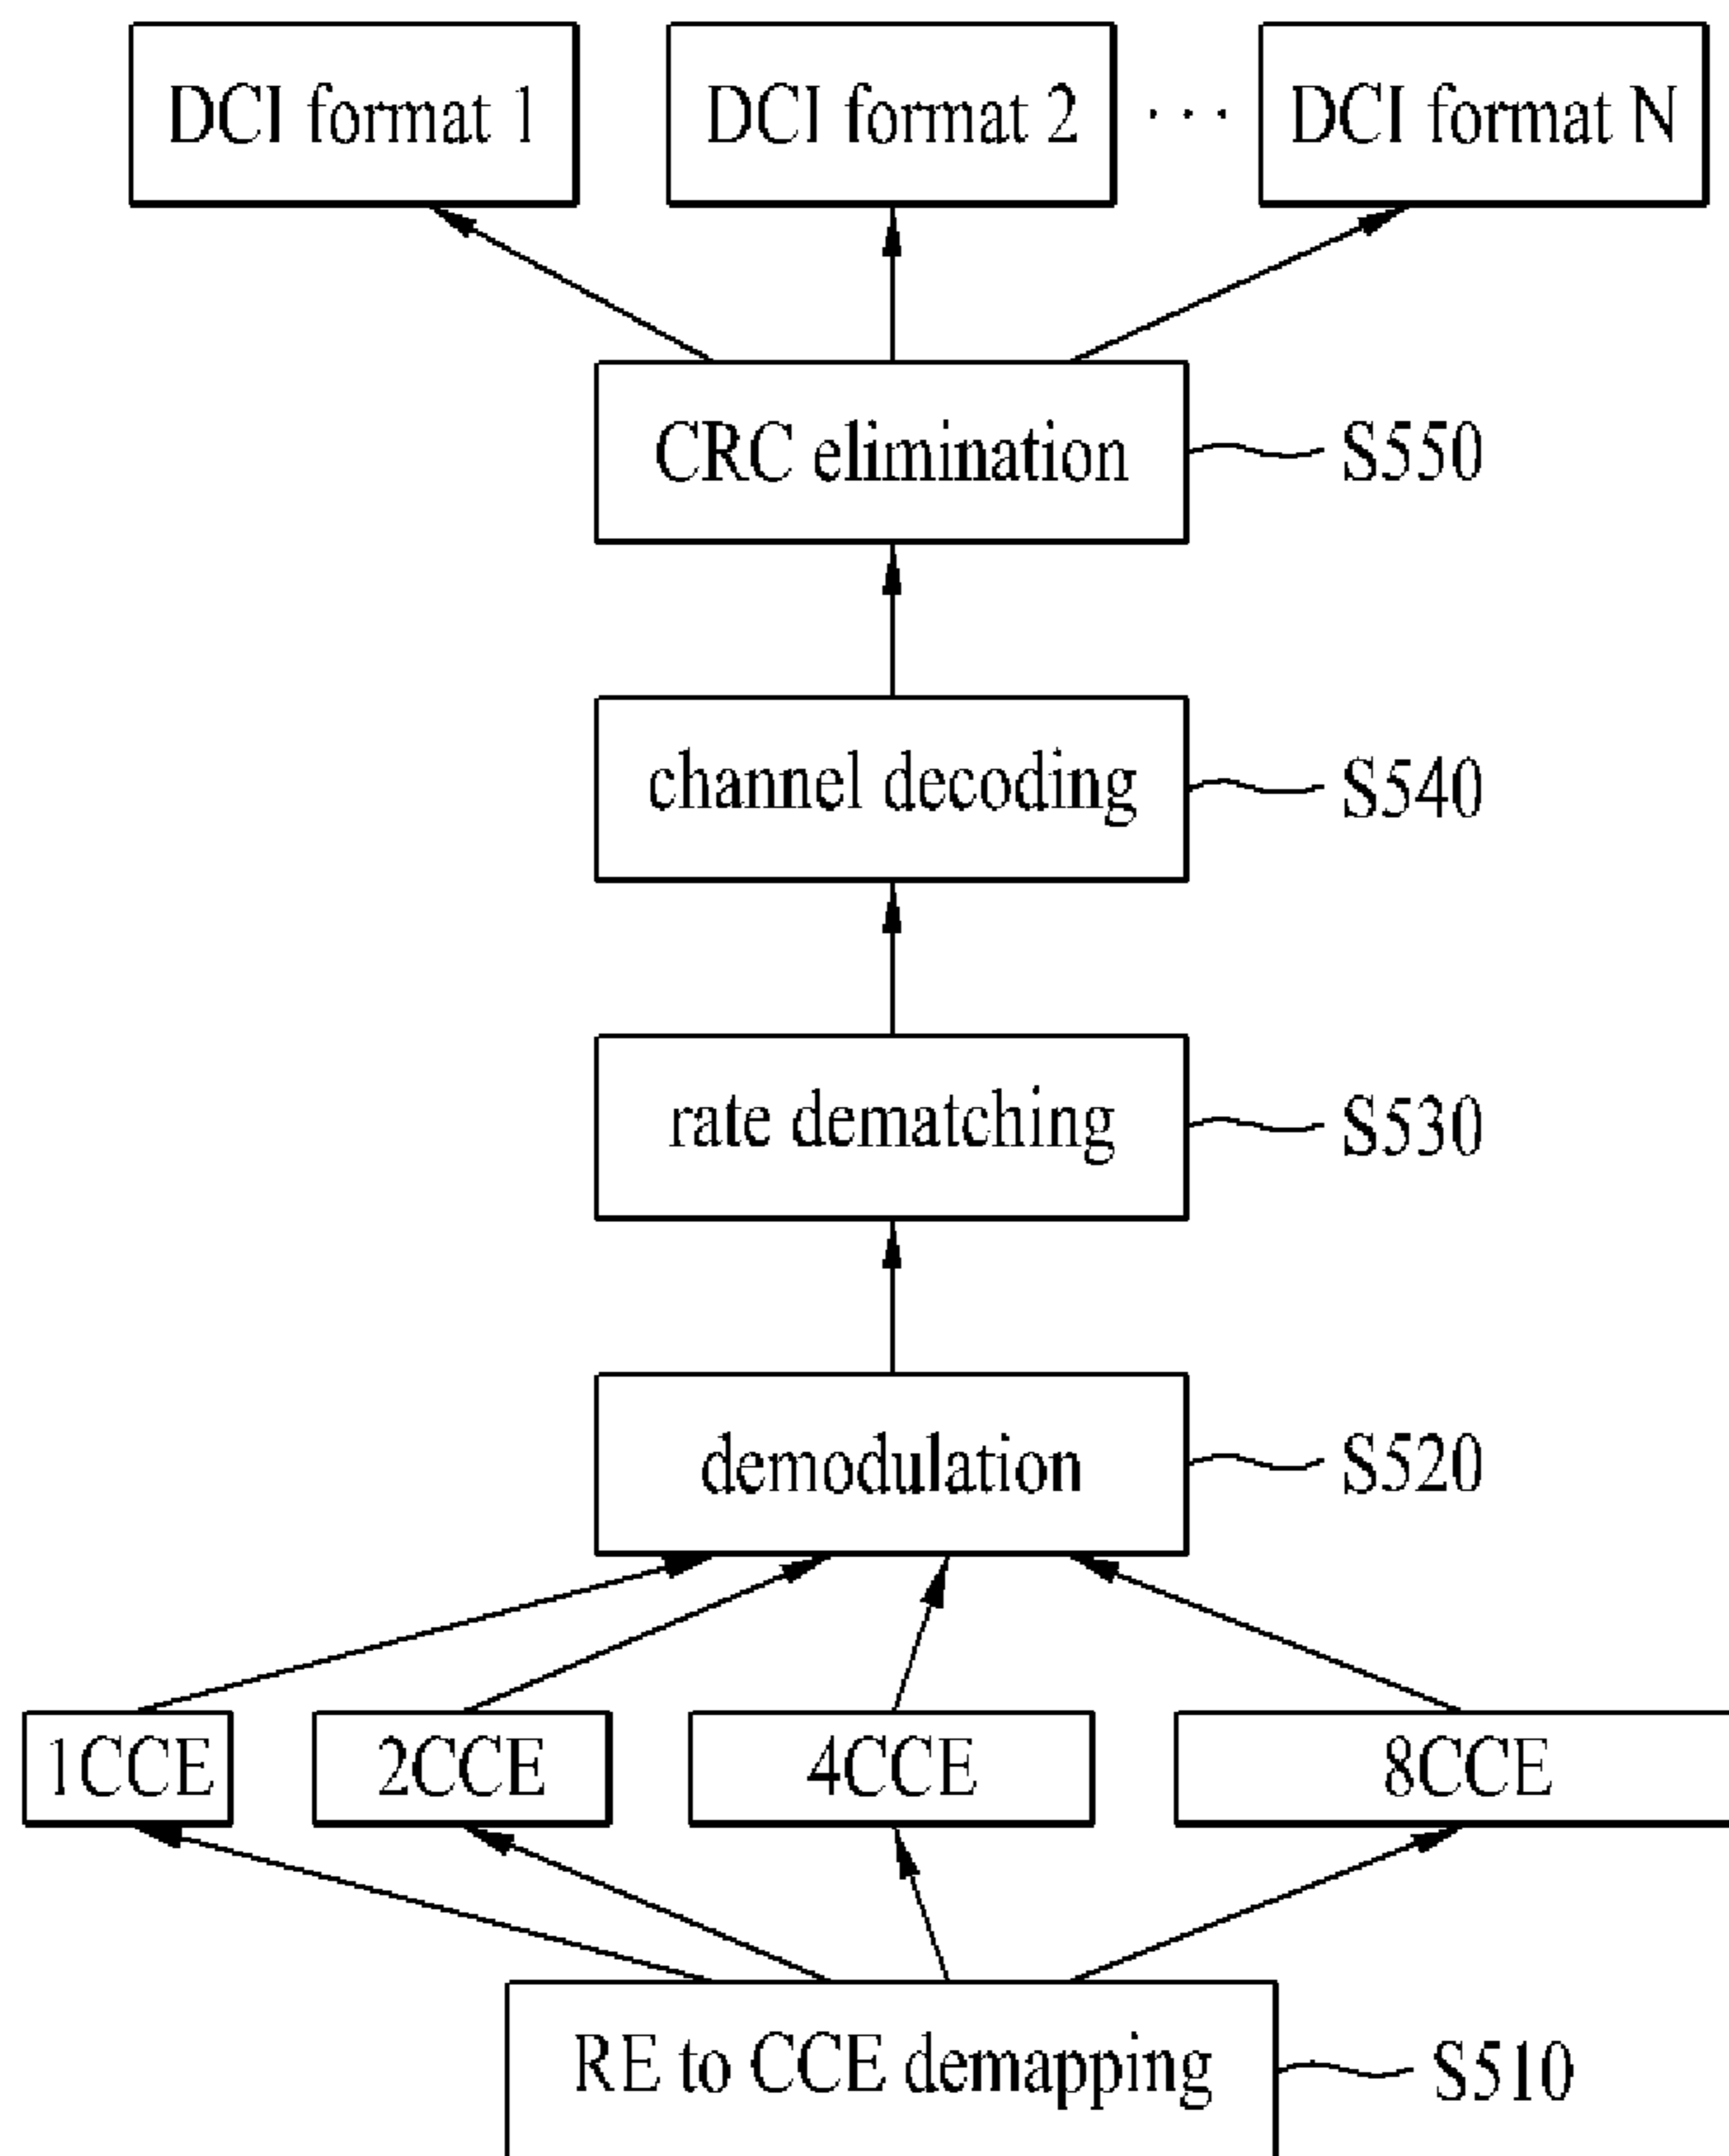 DCI format 1
DCI format 2
· · ·
DCI format N
CRC elimination
S550
channel decoding
S540
rate dematching
S530
demodulation
S520
1CCE
2CCE
4CCE
8CCE
RE to CCE demapping
S510